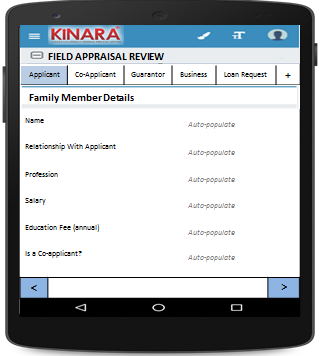 KINARA
FIELD APPRAISAL REVIEW
Applicant Co-Applicant Guarantor Business Loan Request +
Family Member Details
Name Auto-populate
Relationship With Applicant Auto-populate
Profession Auto-populate
Salary Auto-populate
Education Fee (annual) Auto-populate
Is a Co-applicant? Auto-populate
< >